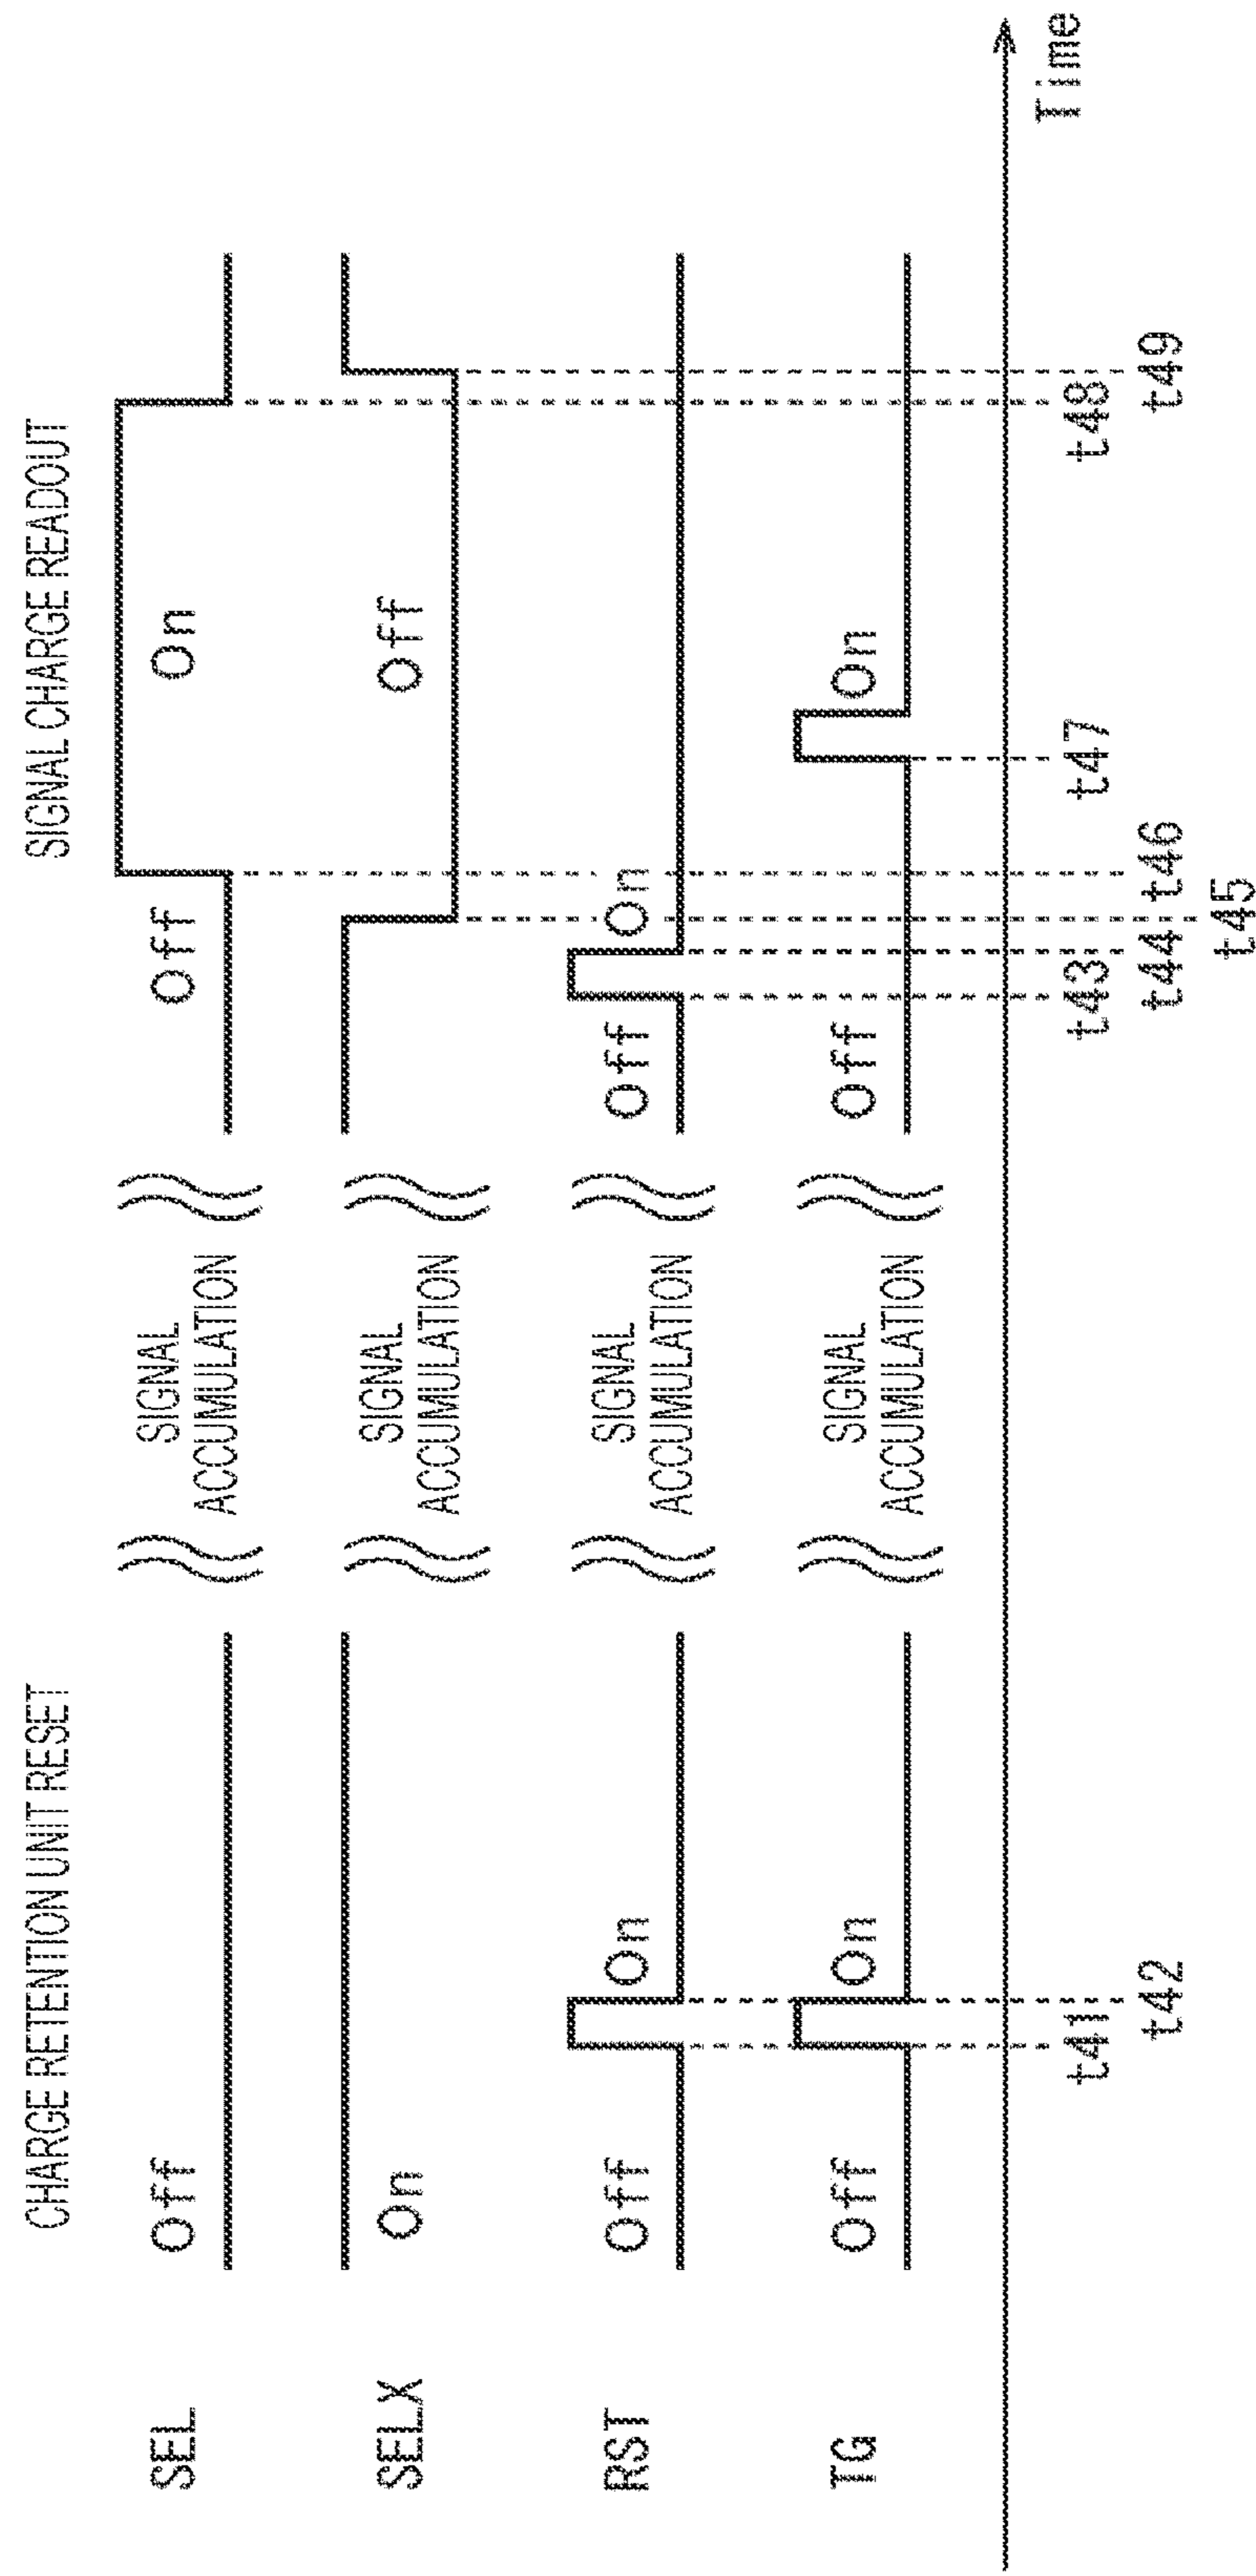 CHARGE RETENTION UNIT RESET
SIGNAL CHARGE READOUT
SEL
Off
SIGNAL
ACCUMULATION
Off
On
SELX
On
SIGNAL
ACCUMULATION
Off
RST
Off
On
SIGNAL
ACCUMULATION
Off
On
TG
Off
On
SIGNAL
ACCUMULATION
Off
On
Time
t41
t43
t47
t48
t42
t44
t46
t49
t45